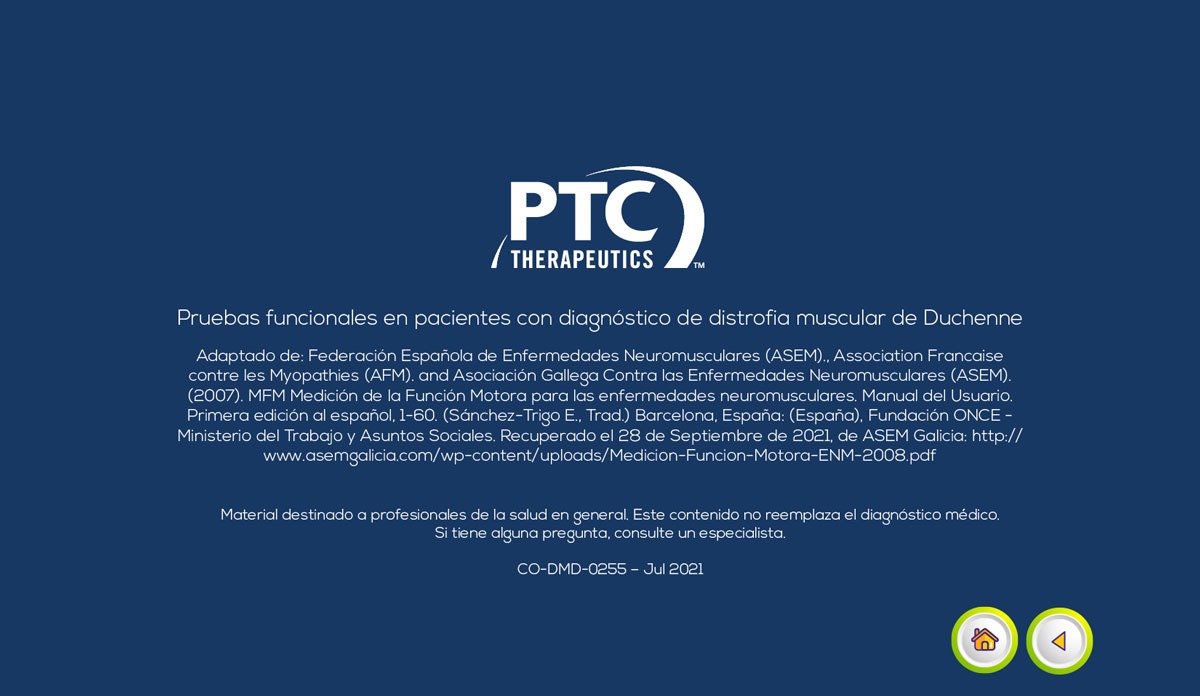 PTC
THERAPEUTICS TM
Pruebas funcionales en pacientes con diagnóstico de distrofia muscular de Duchenne
Adaptado de: Federación Española de Enfermedades Neuromusculares (ASEM)., Association Francaise
contre les Myopathies (AFM). and Asociación Gallega Contra las Enfermedades Neuromusculares (ASEM).
(2007). MFM Medición de la Función Motora para las enfermedades neuromusculares. Manual del Usuario.
Primera edición al español, 1-60. (Sánchez-Trigo E., Trad.) Barcelona, España: (España), Fundación ONCE -
Ministerio del Trabajo y Asuntos Sociales. Recuperado el 28 de Septiembre de 2021, de ASEM Galicia: http://
www.asemgalicia.com/wp-content/uploads/Medicion-Funcion-Motora-ENM-2008.pdf
Material destinado a profesionales de la salud en general. Este contenido no reemplaza el diagnóstico médico.
Si tiene alguna pregunta, consulte un especialista.
CO-DMD-0255 – Jul 2021